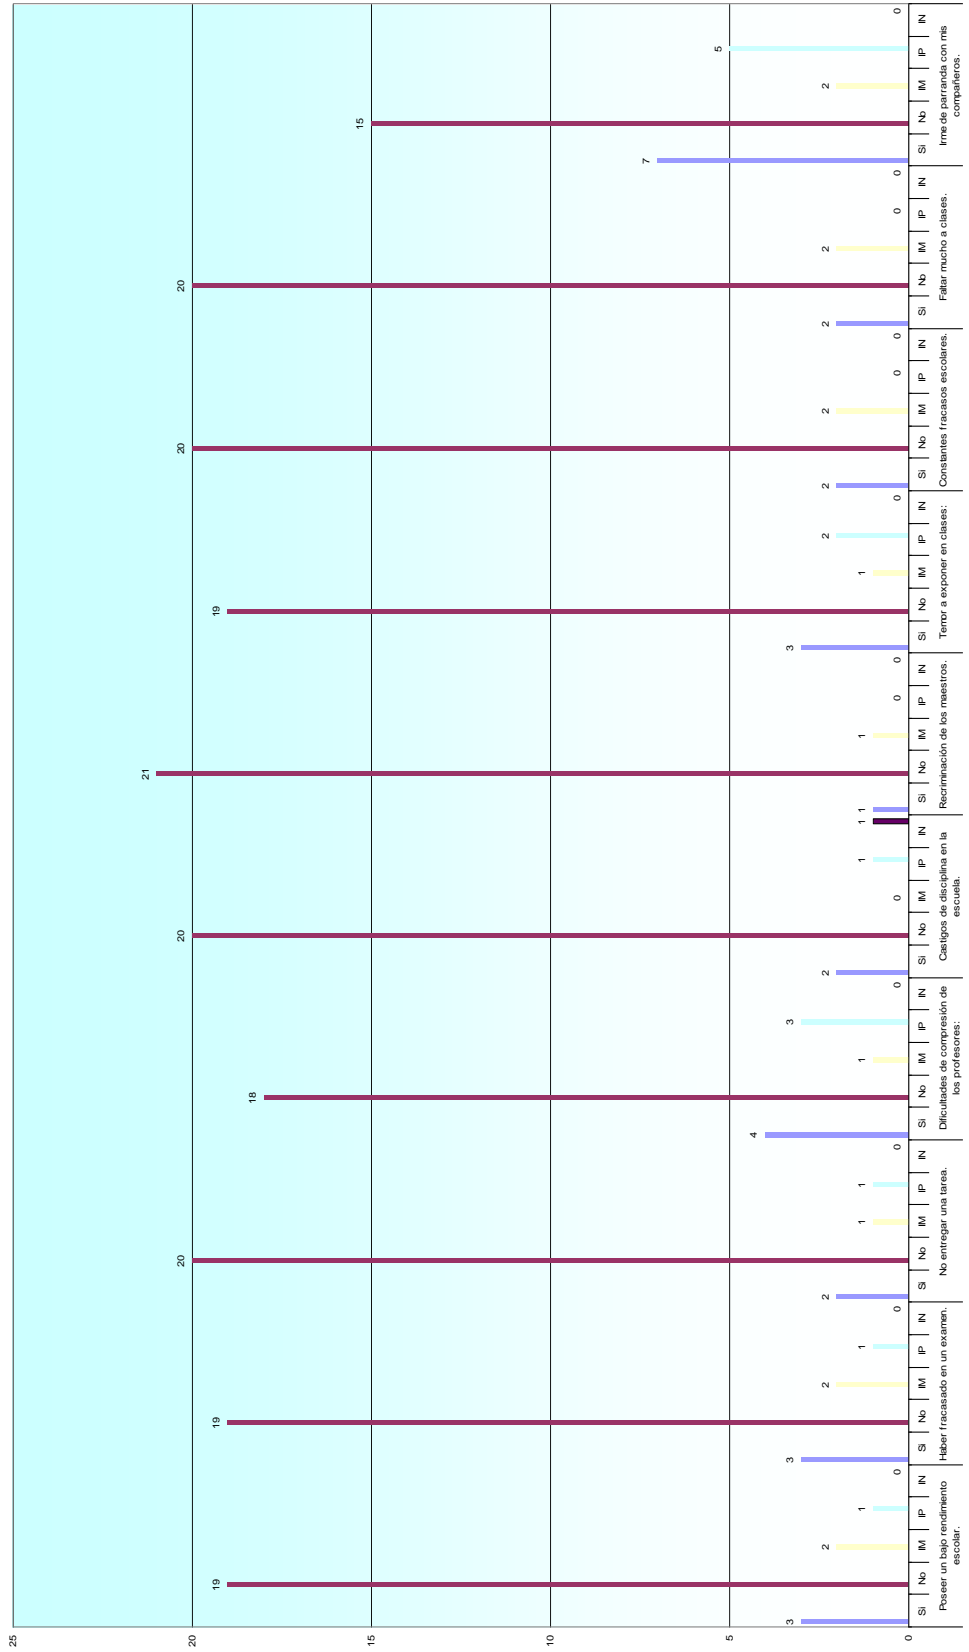 25
20
15
10
5
0
3
19
2
1
0
3
19
2
1
0
2
20
1
1
0
4
18
1
3
0
2
20
0
1
1
1
21
1
0
0
3
19
1
2
0
2
20
2
0
0
2
20
2
0
0
7
15
2
5
0
Si No IM IP IN
Si No IM IP IN
Si No IM IP IN
Si No IM IP IN
Si No IM IP IN
Si No IM IP IN
Si No IM IP IN
Si No IM IP IN
Si No IM IP IN
Si No IM IP IN
Poseer un bajo rendimiento
escolar.
Haber fracasado en un examen.
No entregar una tarea.
Dificultades de compresión de
los profesores:
Castigos de disciplina en la
escuela.
Recriminación de los maestros.
Temor a exponer en clases:
Constantes fracasos escolares.
Faltar mucho a clases.
Irme de parranda con mis
compañeros.